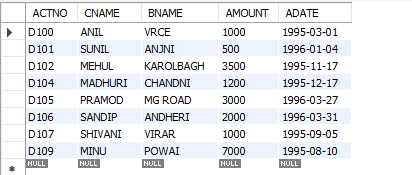 ACTNO CNAME BNAME AMOUNT ADATE
D100 ANIL VRCE 1000 1995-03-01
D101 SUNIL ANJNI 500 1996-01-04
D102 MEHUL KAROLBAGH 3500 1995-11-17
D104 MADHURI CHANDNI 1200 1995-12-17
D105 PRAMOD MG ROAD 3000 1996-03-27
D106 SANDIP ANDHERI 2000 1996-03-31
D107 SHIVANI VIRAR 1000 1995-09-05
D109 MINU POWAI 7000 1995-08-10
NULL NULL NULL NULL NULL